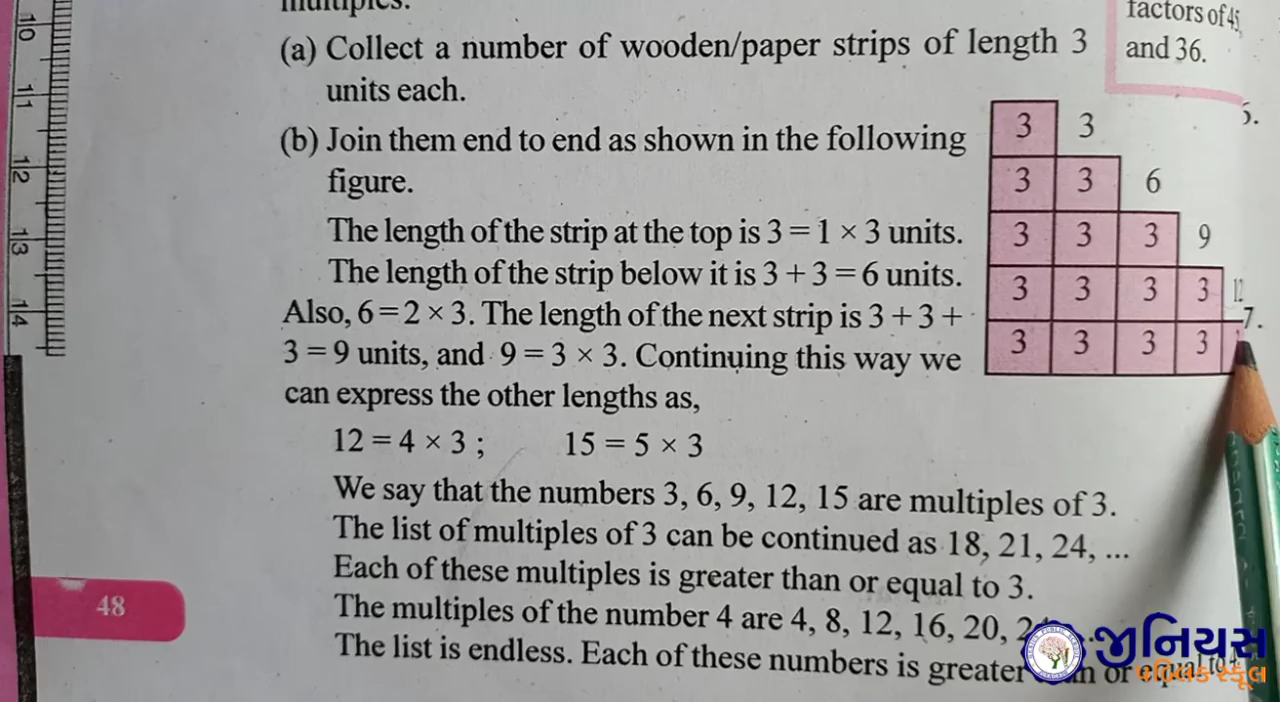 multiples.
(a) Collect a number of wooden/paper strips of length 3
units each.
(b) Join them end to end as shown in the following
figure.
The length of the strip at the top is 3 = 1 × 3 units.
The length of the strip below it is 3 + 3 = 6 units.
Also, 6 = 2 × 3. The length of the next strip is 3 + 3 +
3 = 9 units, and 9 = 3 × 3. Continuing this way we
can express the other lengths as,
12 = 4 × 3 ; 15 = 5 × 3
We say that the numbers 3, 6, 9, 12, 15 are multiples of 3.
The list of multiples of 3 can be continued as 18, 21, 24, ...
Each of these multiples is greater than or equal to 3.
The multiples of the number 4 are 4, 8, 12, 16, 20,
The list is endless. Each of these numbers is greater or equal to
factors of 45
and 36.
3 3
3 3 6
3 3 3 9
3 3 3 3 12
3 3 3 3
5.
7.
10
11
12
13
14
48
જીનિયસ
પબ્લિક સ્કૂલ